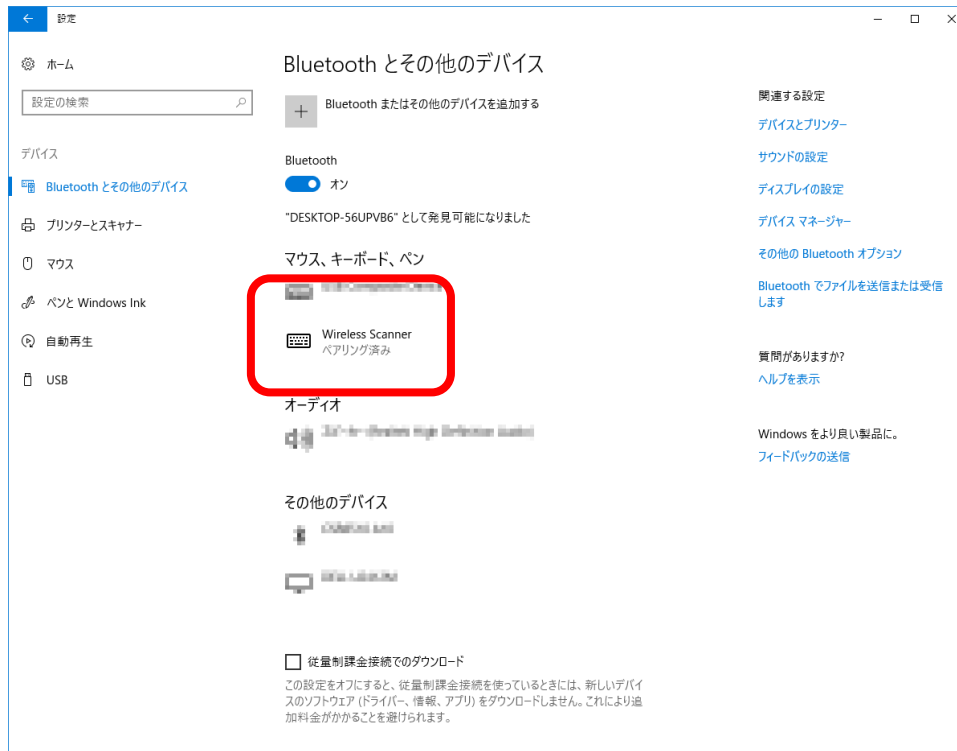 設定
ホーム
設定の検索
デバイス
Bluetooth とその他のデバイス
プリンターとスキャナー
マウス
ペンと Windows Ink
自動再生
USB
Bluetooth とその他のデバイス
Bluetooth またはその他のデバイスを追加する
Bluetooth
オン
"DESKTOP-56UPVB6" として発見可能になりました
マウス、キーボード、ペン
Wireless Scanner
ペアリング済み
オーディオ
その他のデバイス
従量制課金接続でのダウンロード
この設定をオフにすると、従量制課金接続を使っているときには、新しいデバイ
スのソフトウェア (ドライバー、情報、アプリ) をダウンロードしません。これにより追
加料金がかかることを避けられます。
関連する設定
デバイスとプリンター
サウンドの設定
ディスプレイの設定
デバイス マネージャー
その他の Bluetooth オプション
Bluetooth でファイルを送信または受信
します
質問がありますか?
ヘルプを表示
Windows をより良い製品に。
フィードバックの送信